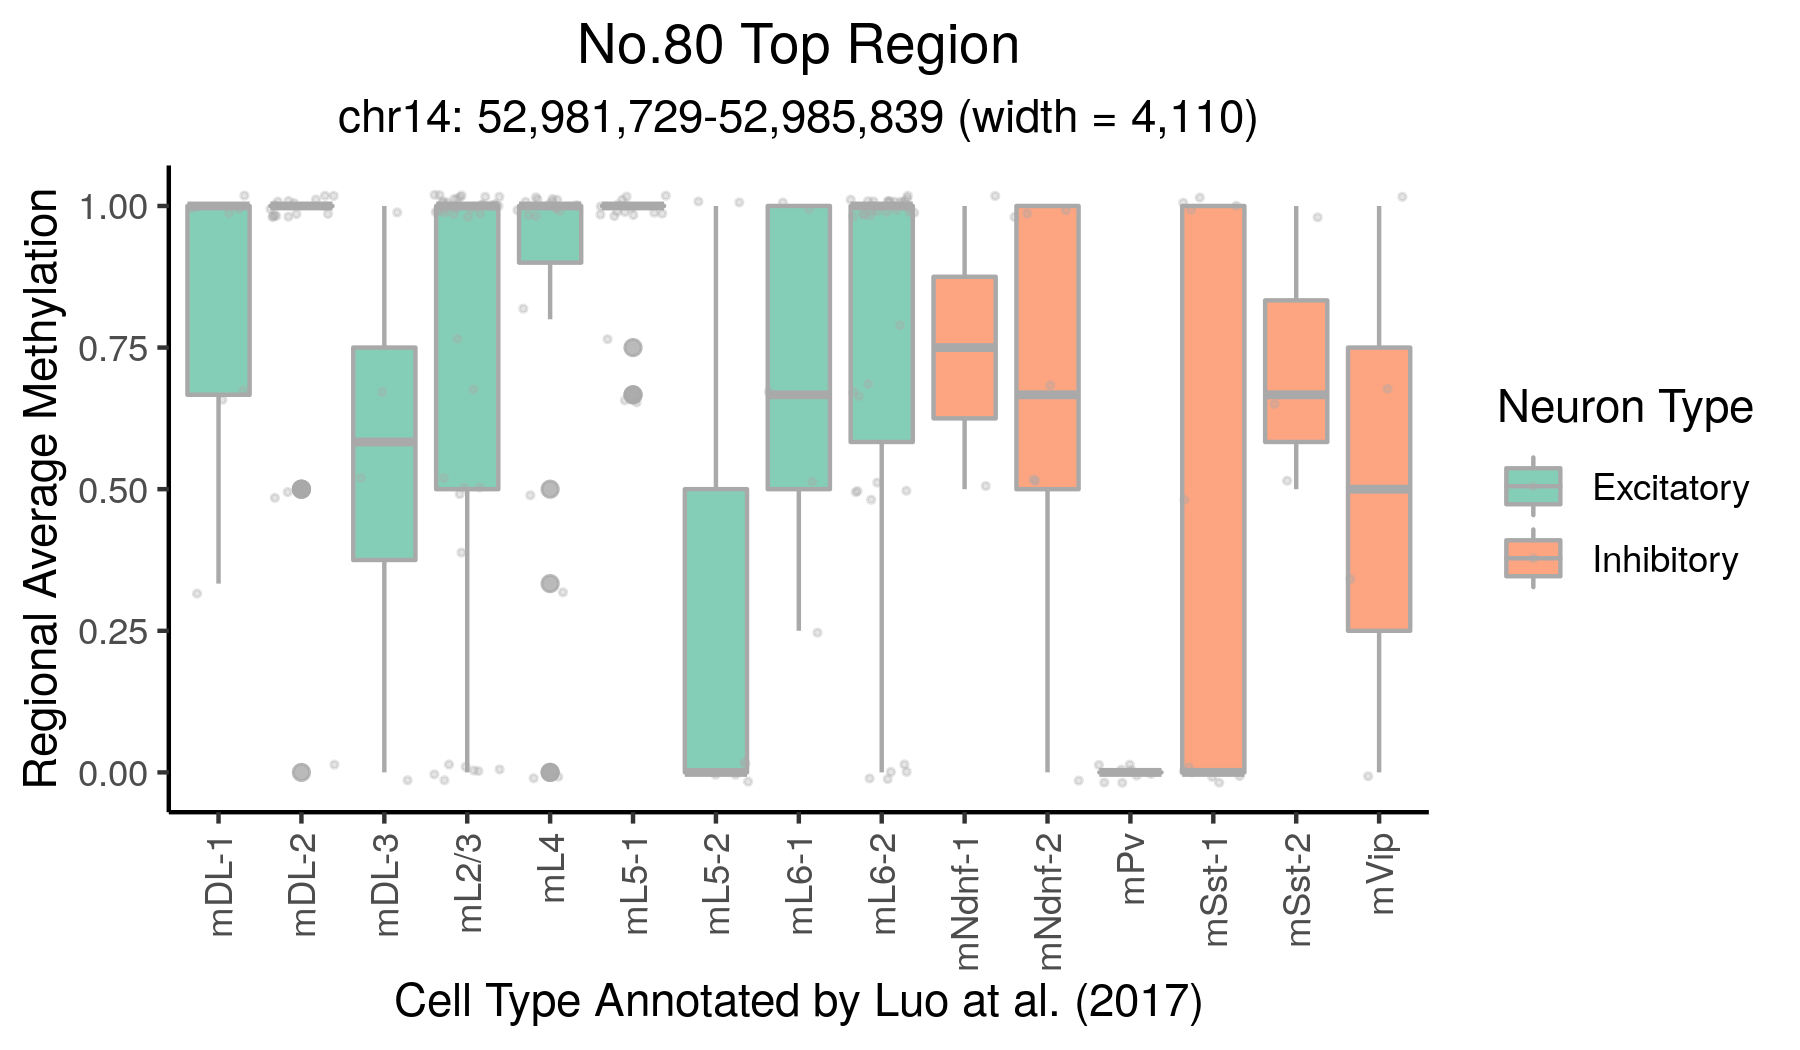 No.80 Top Region
chr14: 52,981,729-52,985,839 (width = 4,110)
Regional Average Methylation
1.00
0.75
0.50
0.25
0.00
mDL-1
mDL-2
mDL-3
mL2/3
mL4
mL5-1
mL5-2
mL6-1
mL6-2
mNdnf-1
mNdnf-2
mPv
mSst-1
mSst-2
mVip
Cell Type Annotated by Luo at al. (2017)
Neuron Type
Excitatory
Inhibitory